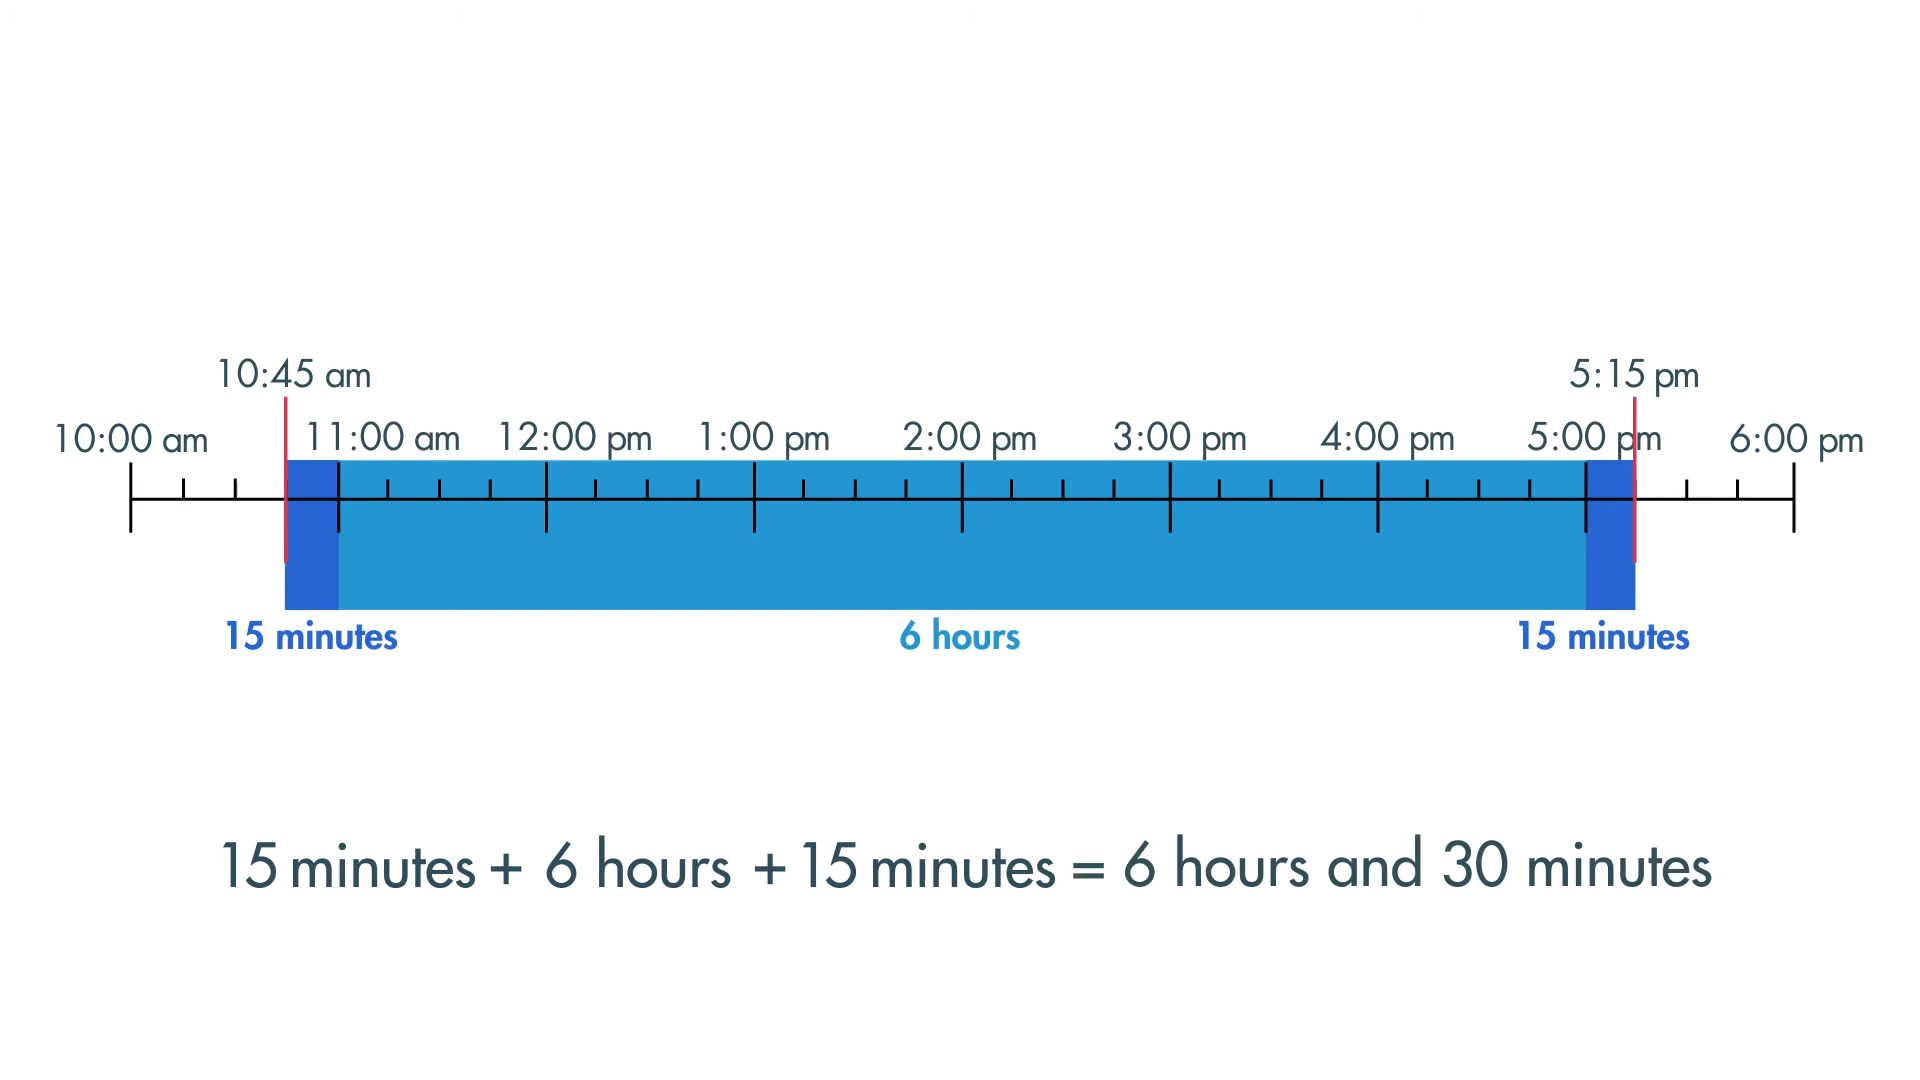 10:45 am 5:15 pm
10:00 am 11:00 am 12:00 pm 1:00 pm 2:00 pm 3:00 pm 4:00 pm 5:00 pm 6:00 pm
15 minutes 6 hours 15 minutes
15 minutes + 6 hours + 15 minutes = 6 hours and 30 minutes